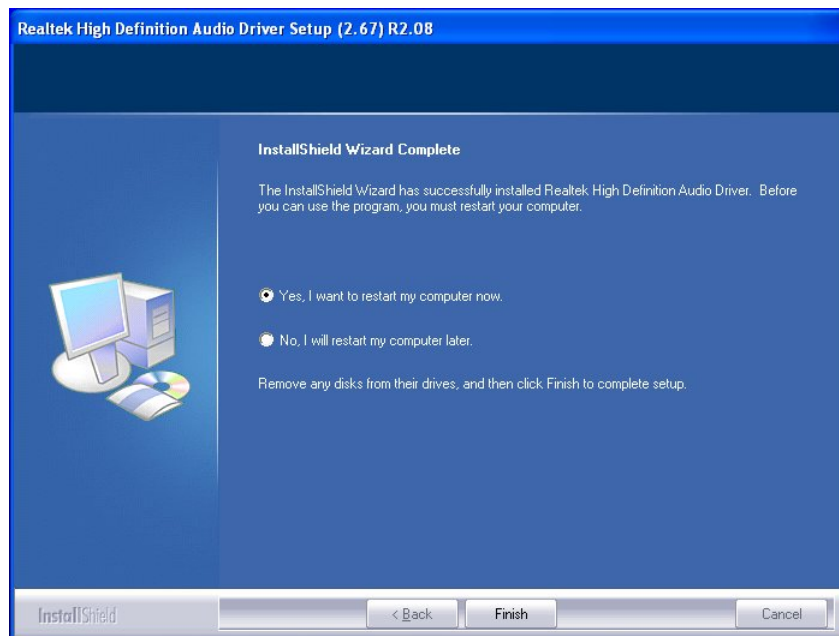 Realtek High Definition Audio Driver Setup (2.67) R2.08
InstallShield Wizard Complete
The InstallShield Wizard has successfully installed Realtek High Definition Audio Driver. Before
you can use the program, you must restart your computer.
Yes, I want to restart my computer now.
No, I will restart my computer later.
Remove any disks from their drives, and then click Finish to complete setup.
InstallShield
< Back
Finish
Cancel